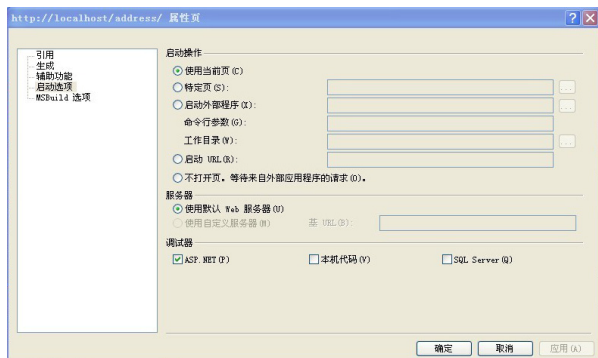 http://localhost/address/ 属性页
引用
生成
辅助功能
启动选项
MSBuild 选项
启动操作
使用当前页(C)
特定页(S):
...
启动外部程序(X):
...
命令行参数(G):
工作目录(W):
...
启动 URL(R):
不打开页。等待来自外部应用程序的请求(O)。
服务器
使用默认 Web 服务器(U)
使用自定义服务器(M) 基 URL(B):
调试器
ASP.NET(P) 本机代码(V) SQL Server(Q)
确定 取消 应用(A)